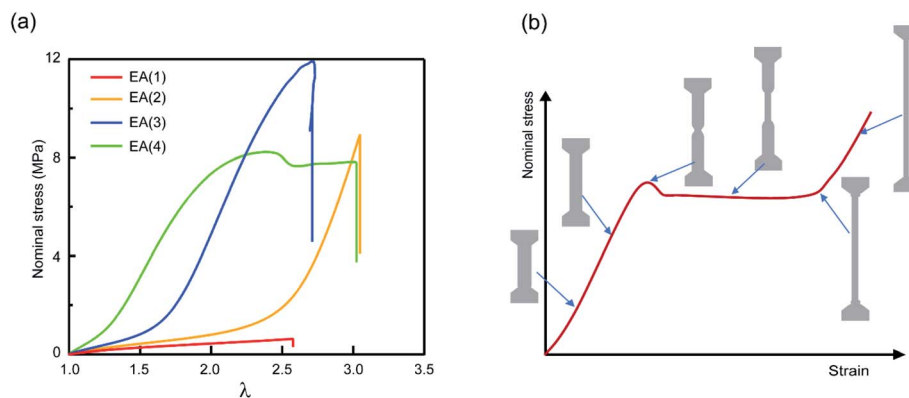 (a)
12
8
4
0
Nominal stress (MPa)
EA(1)
EA(2)
EA(3)
EA(4)
1.0 1.5 2.0 2.5 3.0 3.5
λ
(b)
Nominal stress
Strain